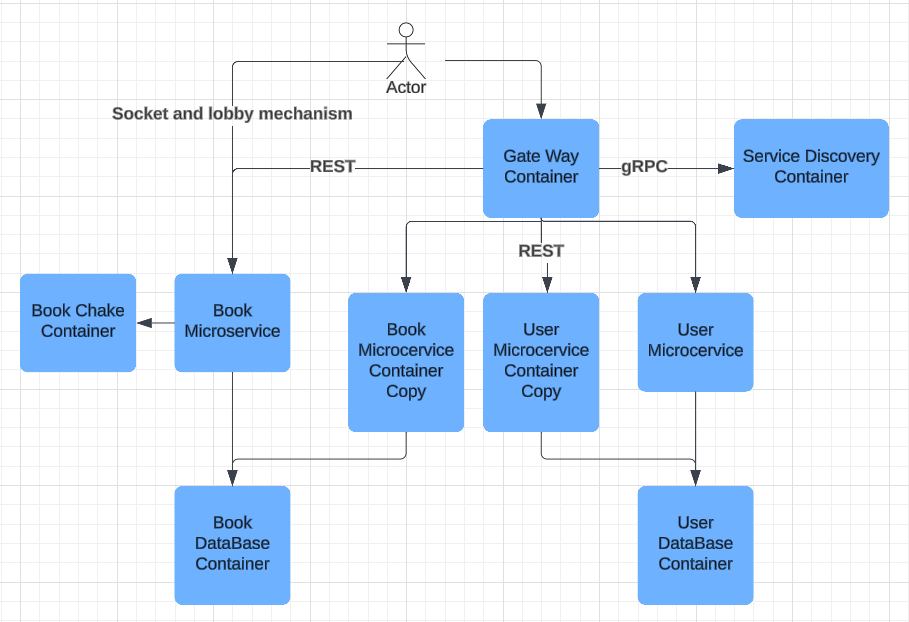 Actor
Socket and lobby mechanism
Gate Way
Container
Service Discovery
Container
REST
gRPC
REST
Book Chake
Container
Book
Microservice
Book
Microcervice
Container
Copy
User
Microcervice
Container
Copy
User
Microcervice
Book
DataBase
Container
User
DataBase
Container